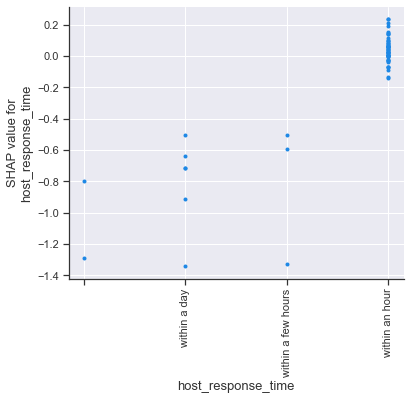 0.2
0.0
−0.2
−0.4
−0.6
−0.8
−1.0
−1.2
−1.4
SHAP value for
host_response_time
within a day
within a few hours
within an hour
host_response_time